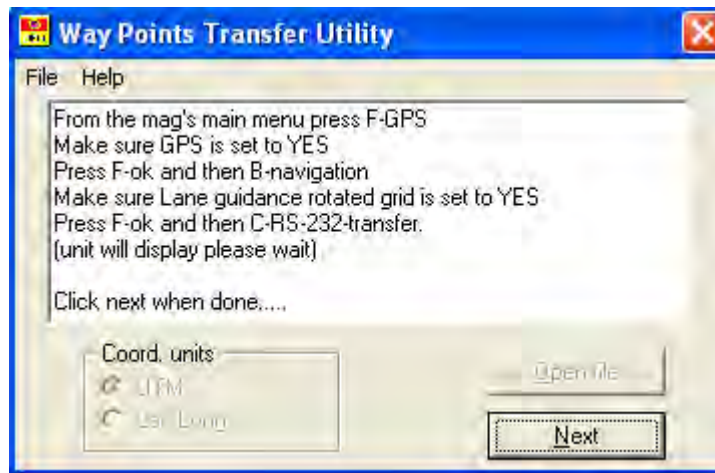 Way Points Transfer Utility
File Help
From the mag's main menu press F-GPS
Make sure GPS is set to YES
Press F-ok and then B-navigation
Make sure Lane guidance rotated grid is set to YES
Press F-ok and then C-RS-232-transfer.
(unit will display please wait)
Click next when done.....
Coord. units
UTM
Open file
Next